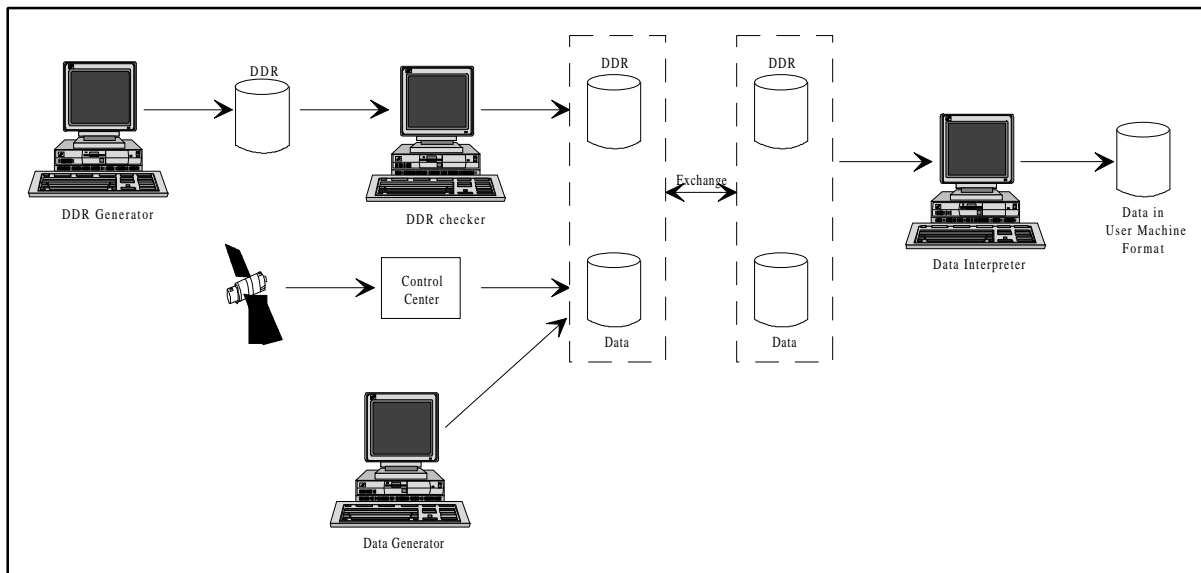 DDR
DDR
DDR
Exchange
DDR Generator
DDR checker
Data in
User Machine
Format
Data Interpreter
Control
Center
Data
Data
Data Generator